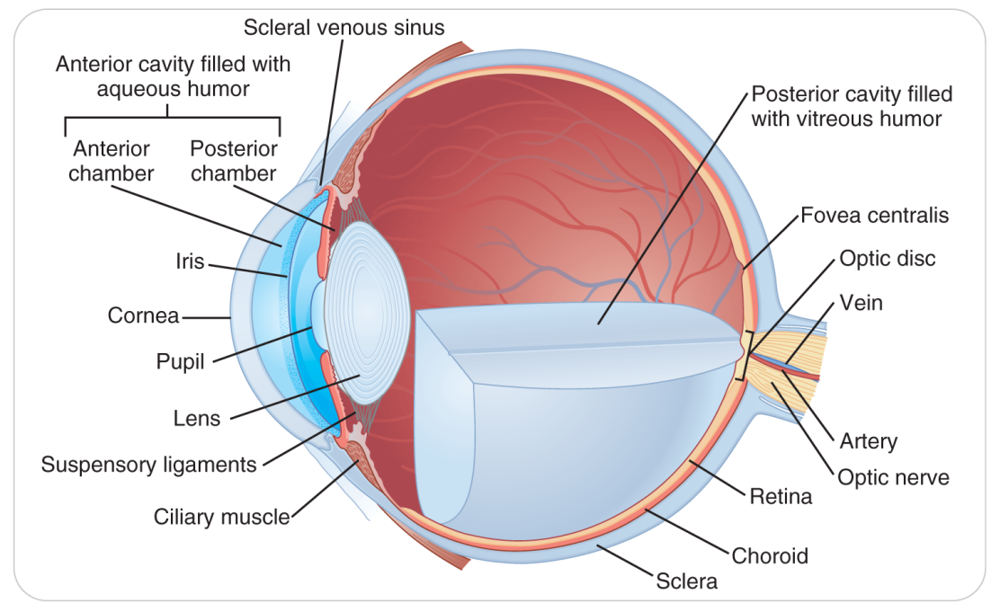 Scleral venous sinus
Anterior cavity filled with
aqueous humor
Anterior
chamber
Posterior
chamber
Iris
Cornea
Pupil
Lens
Suspensory ligaments
Ciliary muscle
Posterior cavity filled
with vitreous humor
Fovea centralis
Optic disc
Vein
Artery
Optic nerve
Retina
Choroid
Sclera